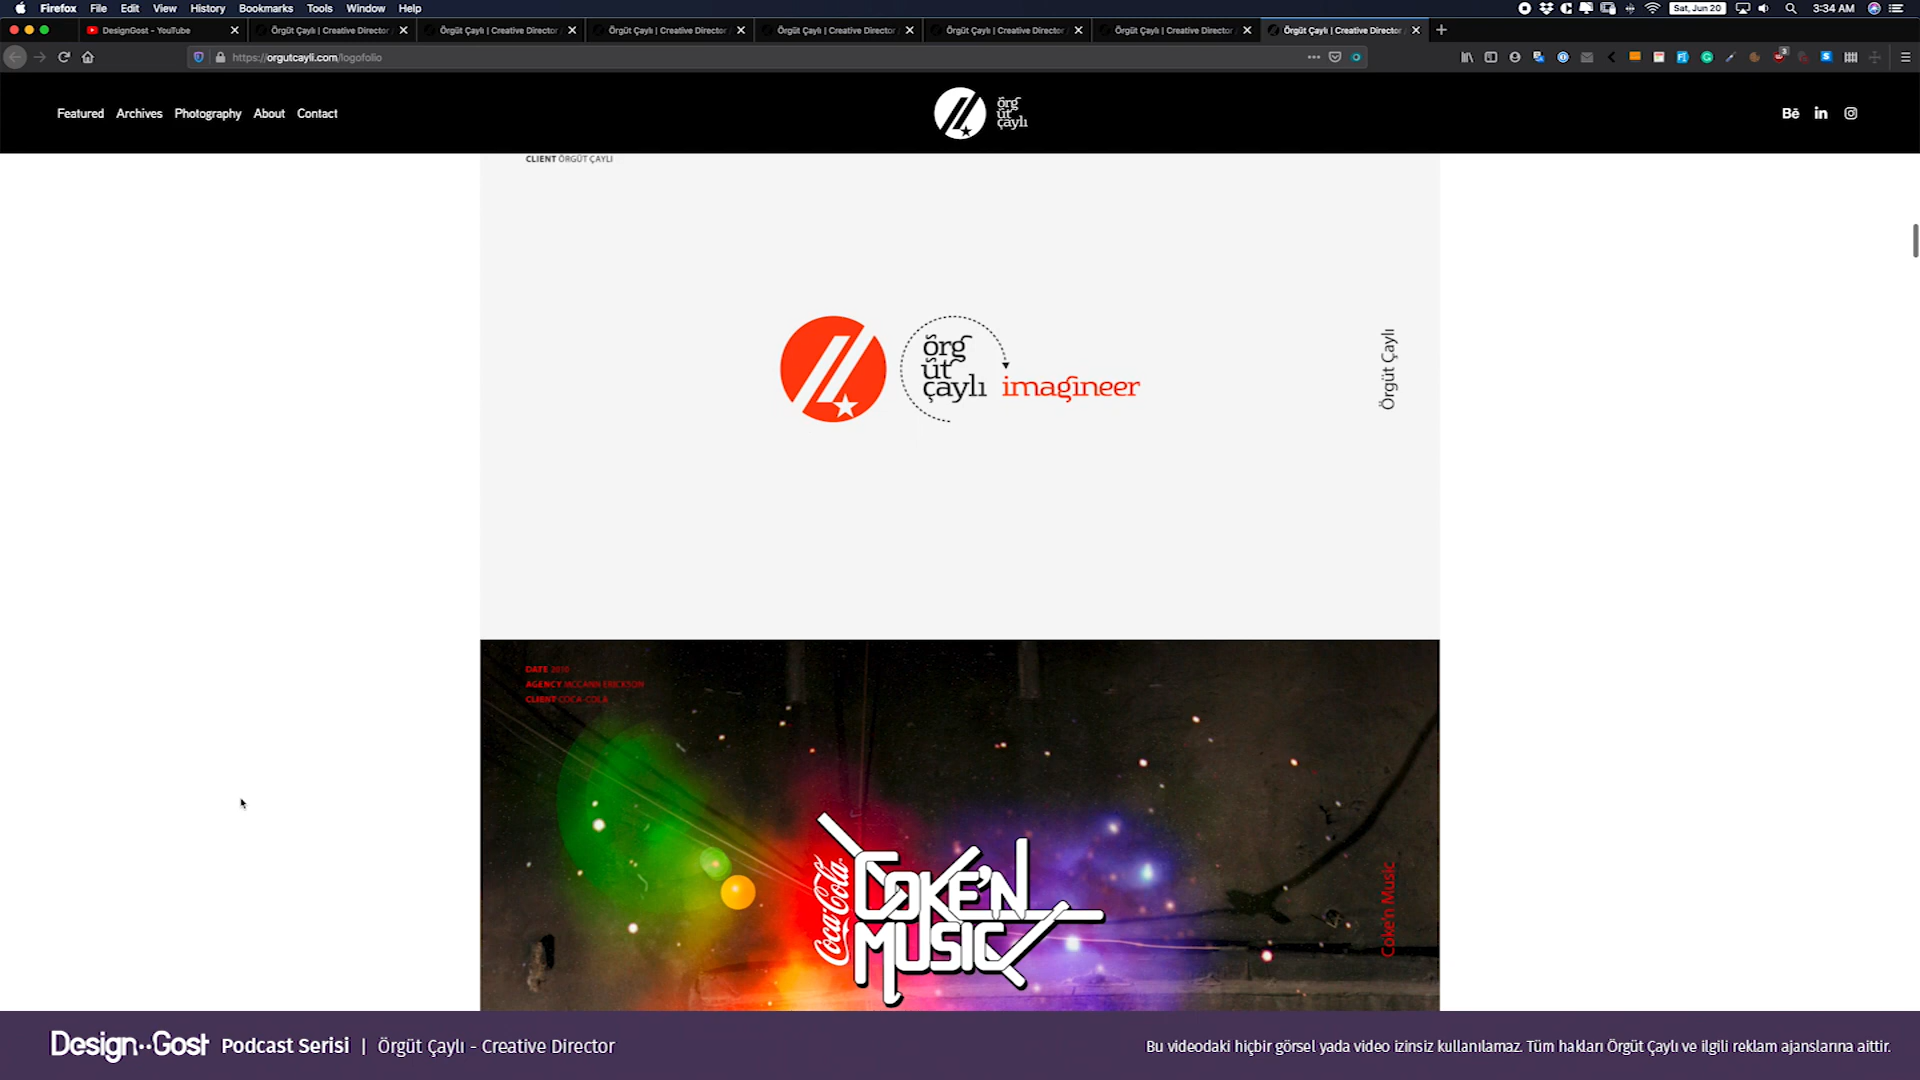 Firefox File Edit View History Bookmarks Tools Window Help
Sat, Jun 20
3:34 AM
DesignGost - YouTube
Örgüt Çaylı | Creative Director
Örgüt Çaylı | Creative Director
Örgüt Çaylı | Creative Director
Örgüt Çaylı | Creative Director
Örgüt Çaylı | Creative Director
Örgüt Çaylı | Creative Director
Örgüt Çaylı | Creative Director
https://orgutcayli.com/logofolio
3
Featured Archives Photography About Contact
örg
üt
çaylı
Bē in
CLIENT ÖRGÜT ÇAYLI
örg
üt
çaylı imagineer
Örgüt Çaylı
DATE 2010
AGENCY MCCANN ERICKSON
CLIENT COCA-COLA
Coca-Cola
COKE'N
MUSIC
Coke'n Music
Design··Gost Podcast Serisi | Örgüt Çaylı - Creative Director
Bu videodaki hiçbir görsel yada video izinsiz kullanılamaz. Tüm hakları Örgüt Çaylı ve ilgili reklam ajanslarına aittir.